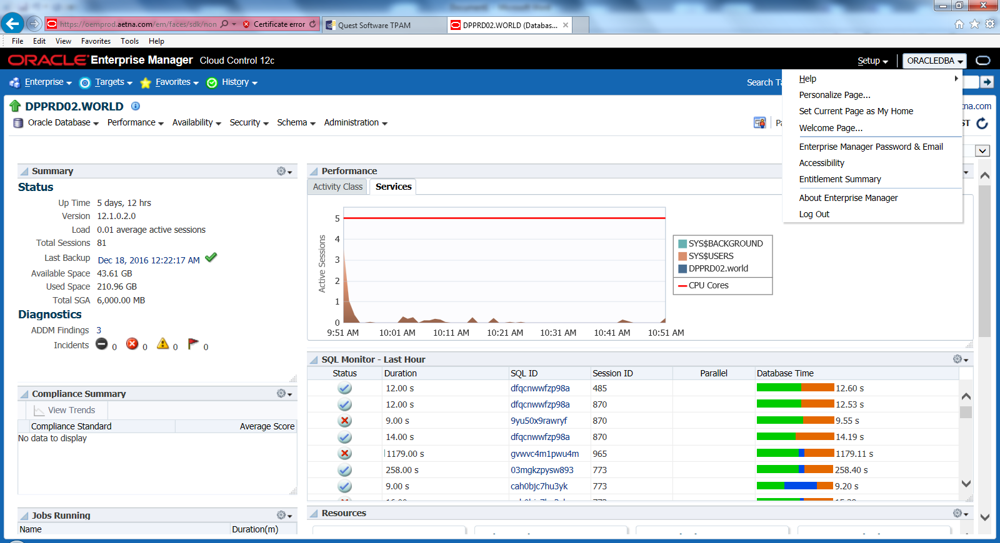 https://oemprod.aetna.com/em/faces/sdk/non
Certificate error
Quest Software TPAM
DPPRD02.WORLD (Databas...
File Edit View Favorites Tools Help
ORACLE Enterprise Manager Cloud Control 12c
Setup
ORACLEDBA
Enterprise Targets Favorites History
Search Ta
Help
Personalize Page...
Set Current Page as My Home
Welcome Page...
Enterprise Manager Password & Email
Accessibility
Entitlement Summary
About Enterprise Manager
Log Out
DPPRD02.WORLD
tna.com
Oracle Database Performance Availability Security Schema Administration
ST
Summary
Status
Up Time 5 days, 12 hrs
Version 12.1.0.2.0
Load 0.01 average active sessions
Total Sessions 81
Last Backup Dec 18, 2016 12:22:17 AM
Available Space 43.61 GB
Used Space 210.96 GB
Total SGA 6,000.00 MB
Diagnostics
ADDM Findings 3
Incidents 0 0 0 0
Compliance Summary
View Trends
Compliance Standard Average Score
No data to display
Jobs Running
Name Duration(m)
Performance
Activity Class Services
Active Sessions
5
4
3
2
1
0
9:51 AM 10:01 AM 10:11 AM 10:21 AM 10:31 AM 10:41 AM 10:51 AM
SYS$BACKGROUND
SYS$USERS
DPPRD02.world
CPU Cores
SQL Monitor - Last Hour
Status Duration SQL ID Session ID Parallel Database Time
12.00 s dfqcnwwfzp98a 485 12.60 s
12.00 s dfqcnwwfzp98a 870 12.53 s
9.00 s 9yu50x9rawryf 870 9.55 s
14.00 s dfqcnwwfzp98a 870 14.19 s
1179.00 s gvwvc4m1pwu4m 965 1179.11 s
258.00 s 03mgkzpysw893 773 258.40 s
9.00 s cah0bjc7hu3yk 773 9.20 s
Resources